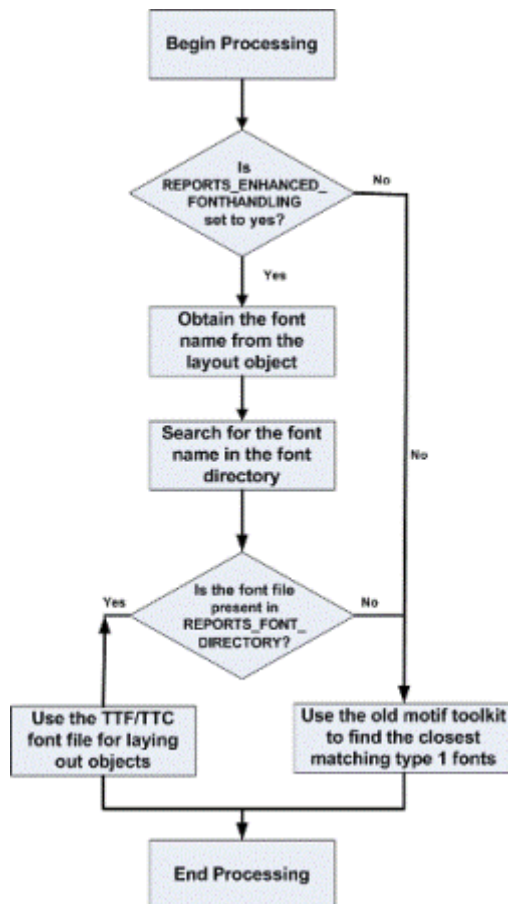 Begin Processing
Is
REPORTS_ENHANCED_
FONTHANDLING
set to yes?
No
Yes
Obtain the font
name from the
layout object
Search for the font
name in the font
directory
No
Is the font file
present in
REPORTS_FONT_
DIRECTORY?
Yes
No
Use the TTF/TTC
font file for laying
out objects
Use the old motif toolkit
to find the closest
matching type 1 fonts
End Processing